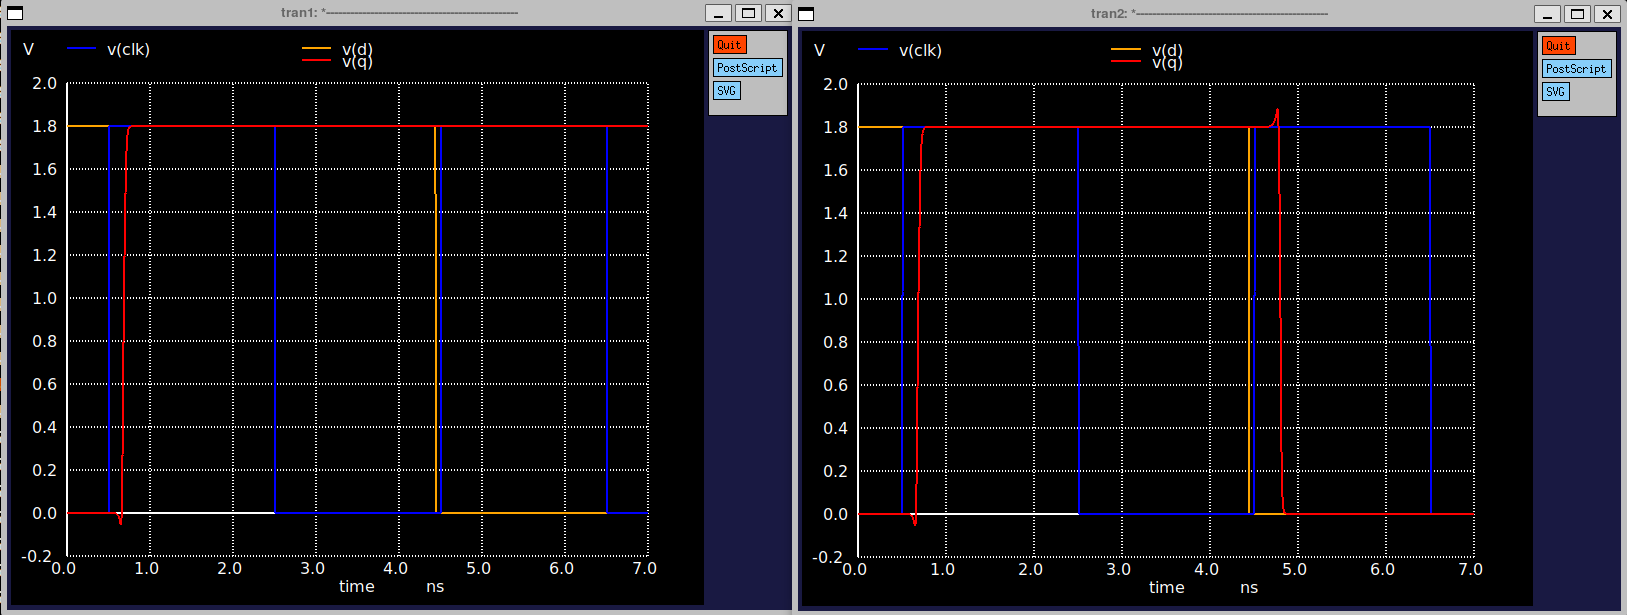 tran1: *------------------------------------------------
V v(clk) v(d)
v(q)
Quit
PostScript
SVG
2.0
1.8
1.6
1.4
1.2
1.0
0.8
0.6
0.4
0.2
0.0
-0.2
0.0 1.0 2.0 3.0 4.0 5.0 6.0 7.0
time ns
tran2: *------------------------------------------------
V v(clk) v(d)
v(q)
Quit
PostScript
SVG
2.0
1.8
1.6
1.4
1.2
1.0
0.8
0.6
0.4
0.2
0.0
-0.2
0.0 1.0 2.0 3.0 4.0 5.0 6.0 7.0
time ns